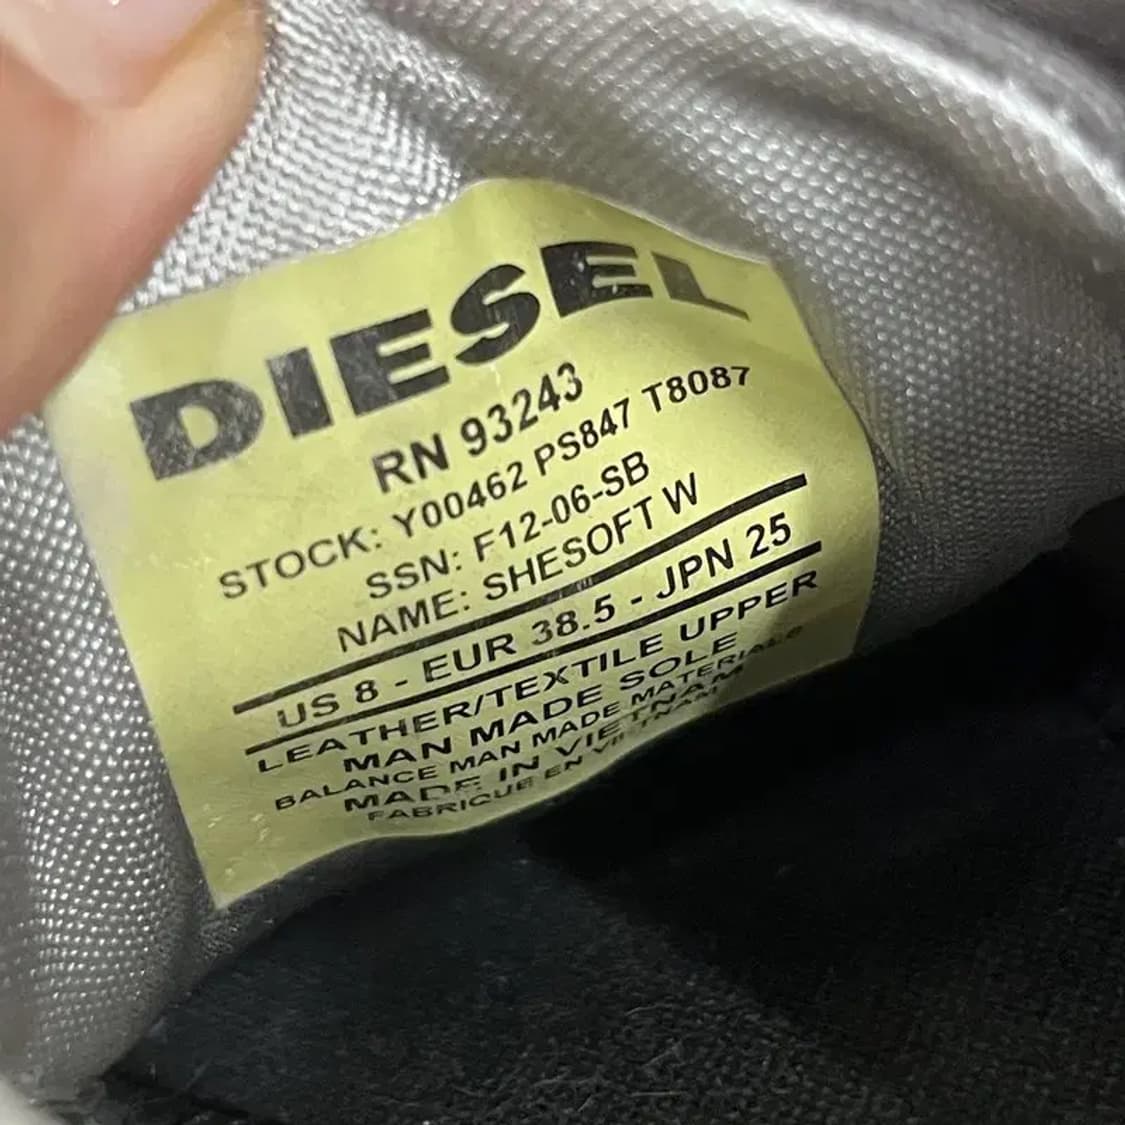 DIESEL
RN 93243
STOCK: Y00462 PS847 T8087
SSN: F12-06-SB
NAME: SHESOFT W
US 8 - EUR 38.5 - JPN 25
LEATHER/TEXTILE UPPER
MAN MADE SOLE
BALANCE MAN MADE MATERIALS
MADE IN VIETNAM
FABRIQUE EN VIETNAM